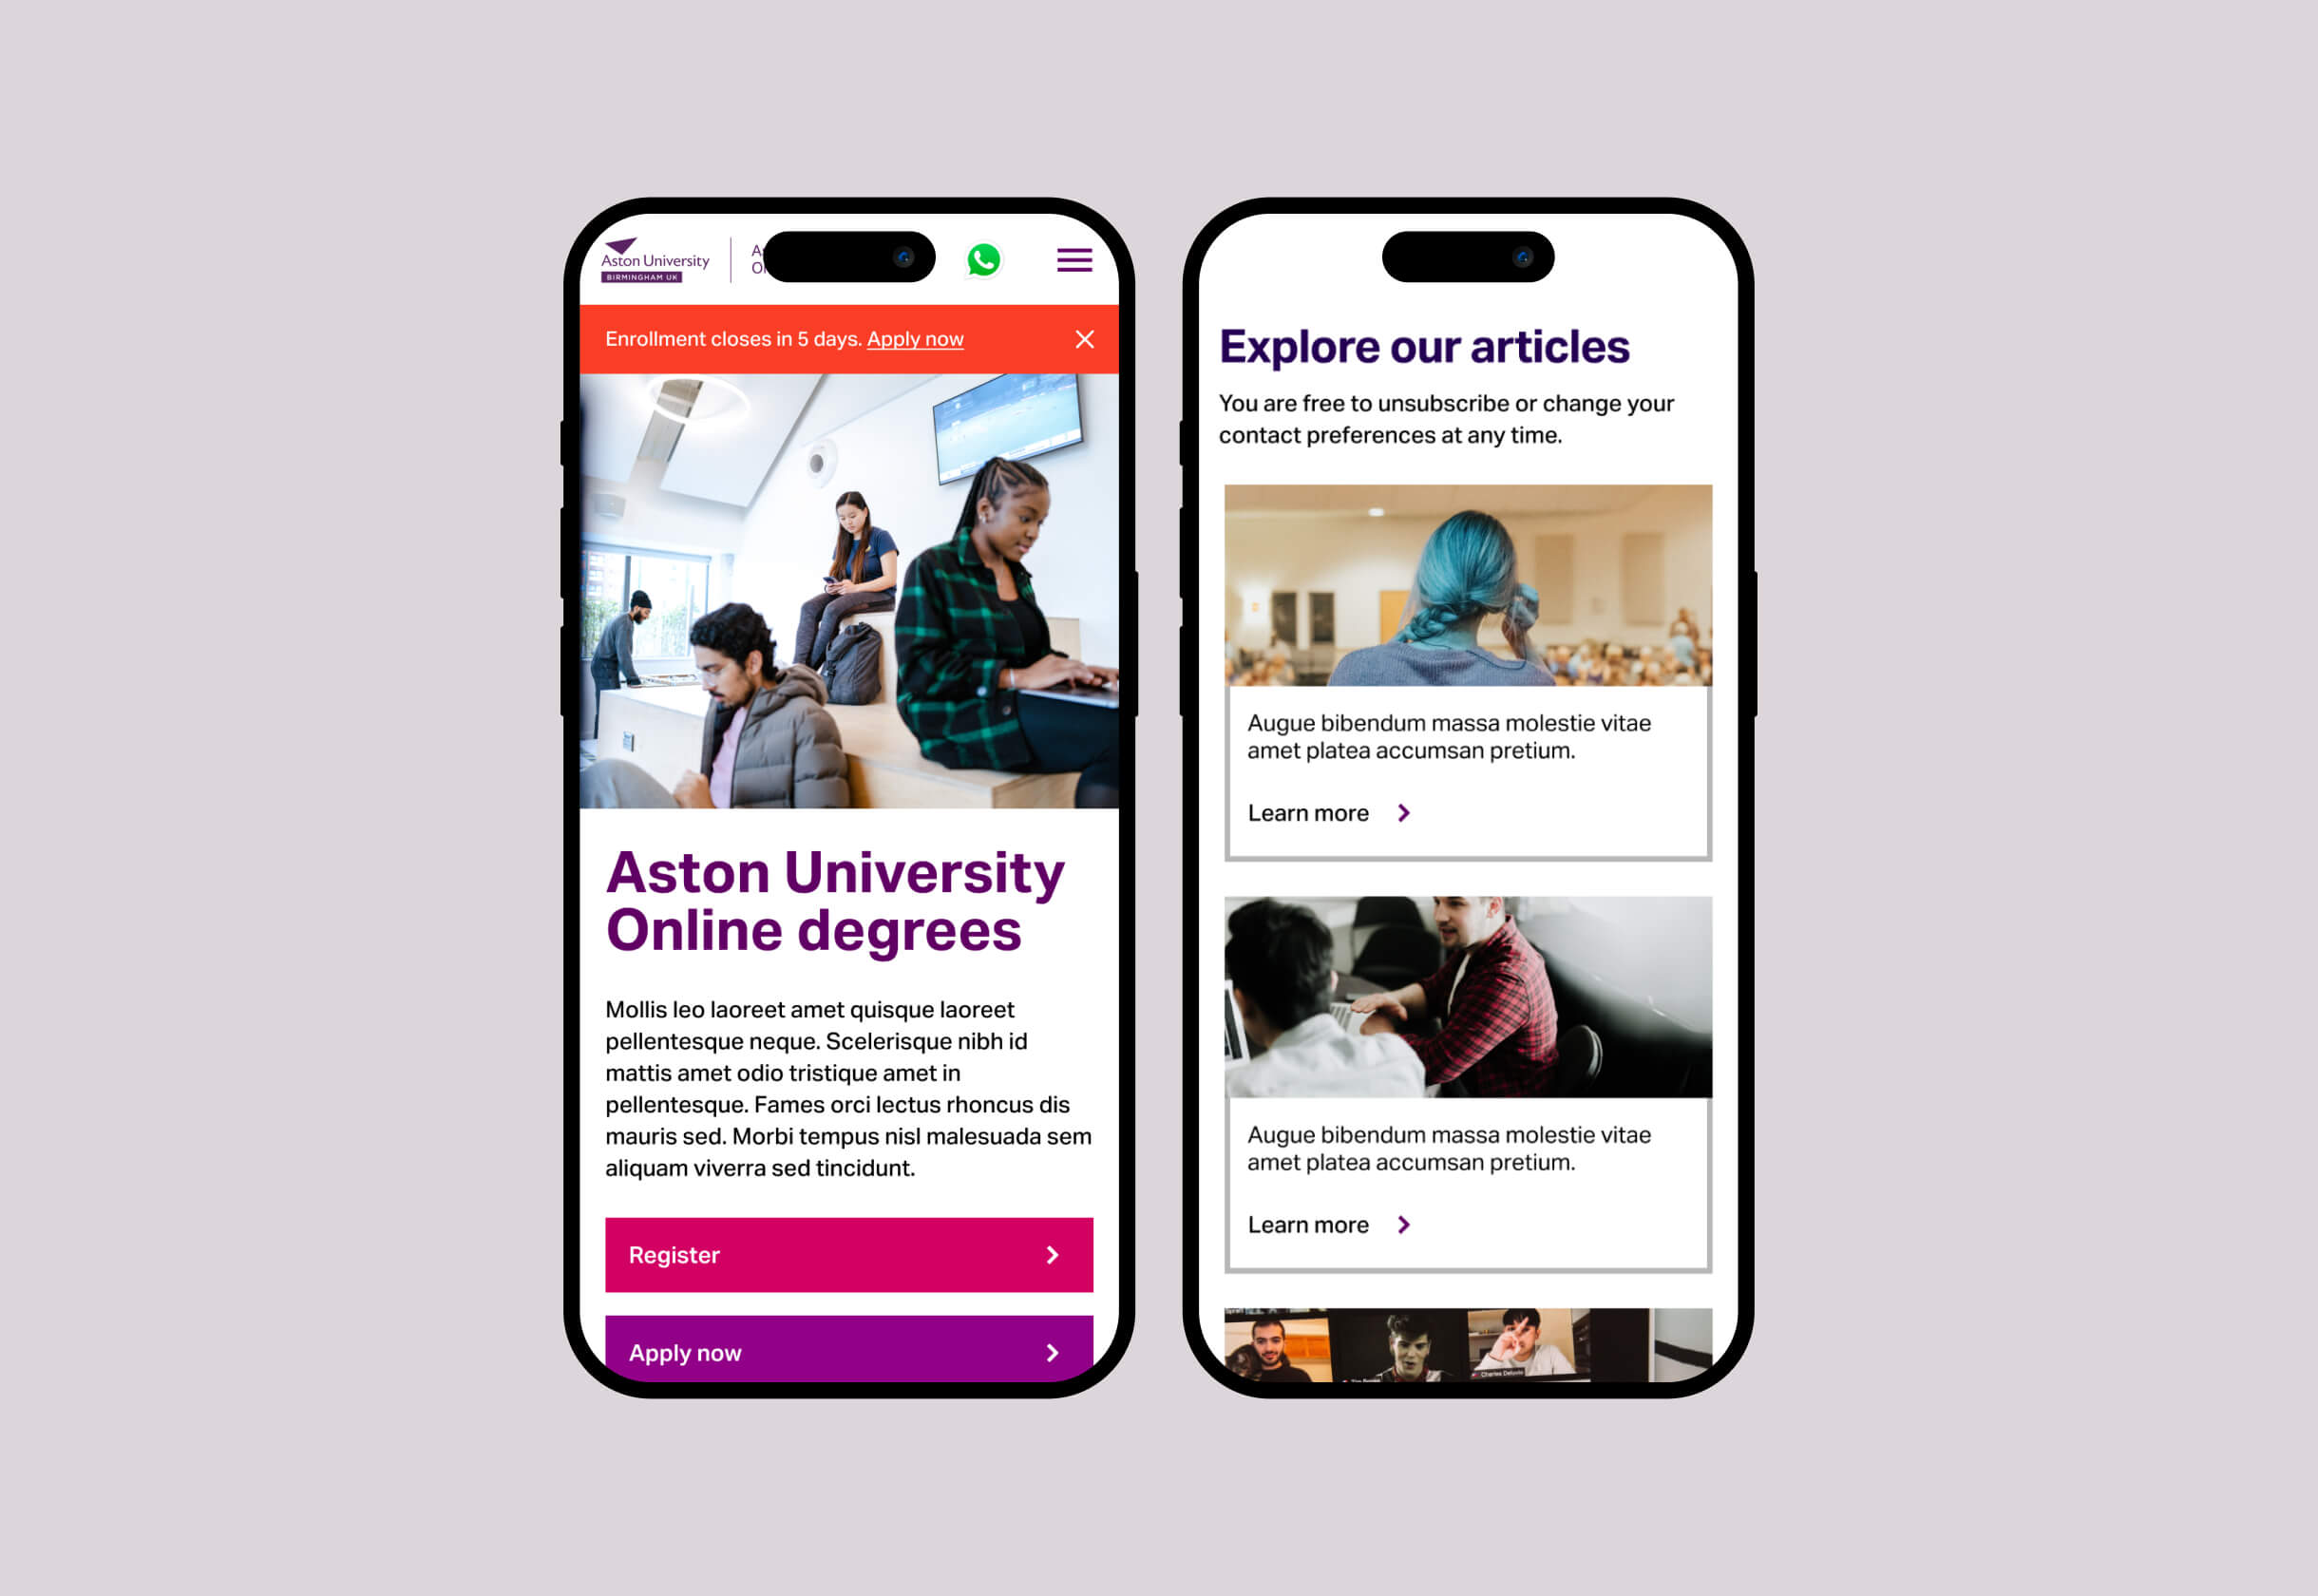 Aston University
BIRMINGHAM UK
Enrollment closes in 5 days. Apply now
Aston University
Online degrees
Mollis leo laoreet amet quisque laoreet
pellentesque neque. Scelerisque nibh id
mattis amet odio tristique amet in
pellentesque. Fames orci lectus rhoncus dis
mauris sed. Morbi tempus nisl malesuada sem
aliquam viverra sed tincidunt.
Register
Apply now
Explore our articles
You are free to unsubscribe or change your
contact preferences at any time.
Augue bibendum massa molestie vitae
amet platea accumsan pretium.
Learn more
Augue bibendum massa molestie vitae
amet platea accumsan pretium.
Learn more
Charles